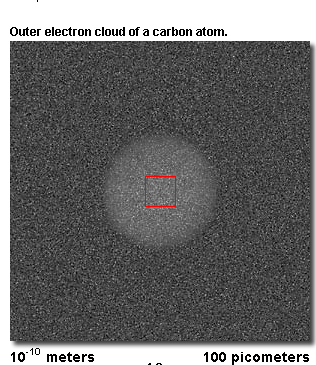 Outer electron cloud of a carbon atom.
10-10 meters 100 picometers